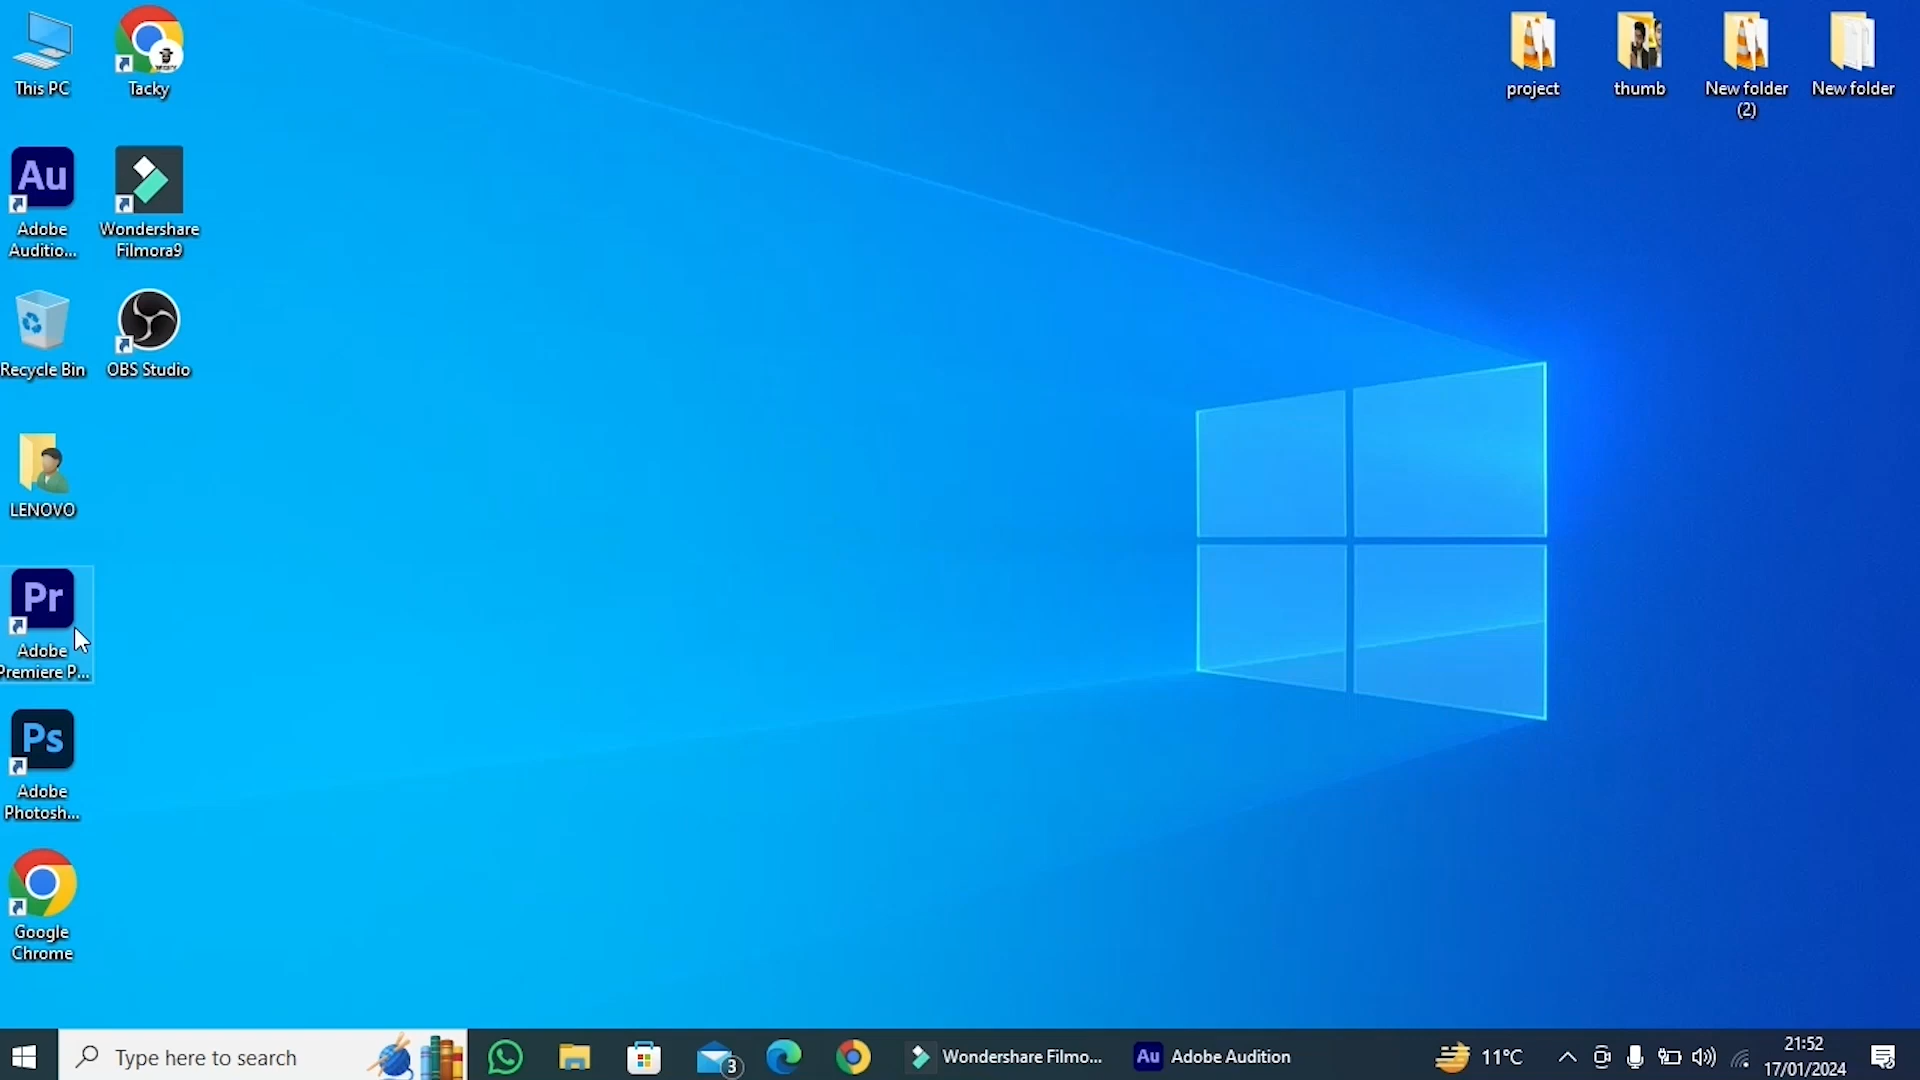 This PC
Tacky
project
thumb
New folder
(2)
New folder
Au
Adobe
Auditio...
Wondershare
Filmora9
Recycle Bin
OBS Studio
LENOVO
Pr
Adobe
Premiere P...
Ps
Adobe
Photosh...
Google
Chrome
Type here to search
3
Wondershare Filmo...
Au
Adobe Audition
11°C
21:52
17/01/2024